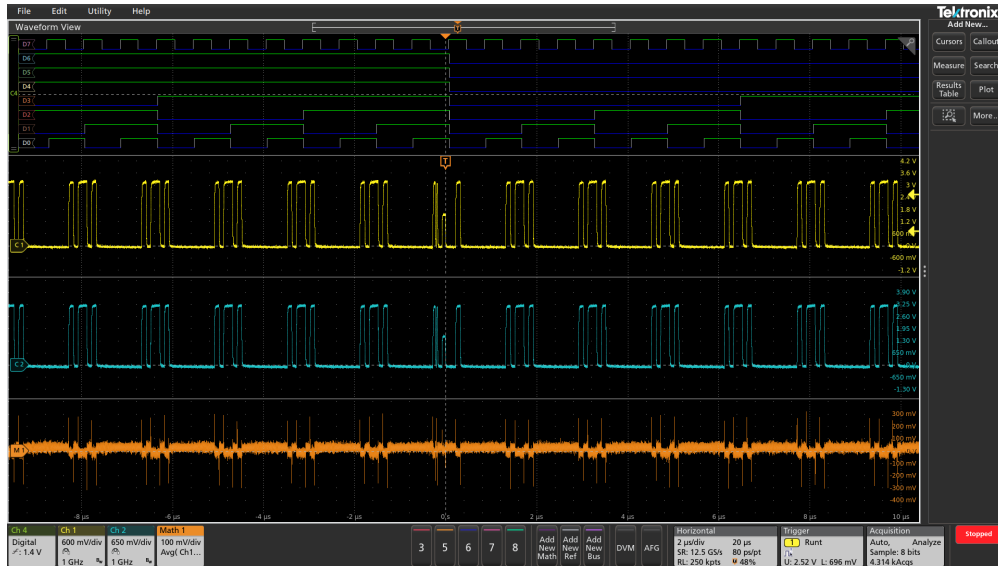 File Edit Utility Help
Tektronix
Waveform View
Add New...
Cursors Callout
Measure Search
Results Table Plot
More...
D7
D6
D5
D4
C4
D3
D2
D1
D0
T
4.2 V
3.6 V
3 V
2.4 V
1.8 V
1.2 V
600 mV
0 V
-600 mV
-1.2 V
C1
3.90 V
3.25 V
2.60 V
1.95 V
1.30 V
650 mV
-650 mV
-1.30 V
C2
300 mV
200 mV
100 mV
-100 mV
-200 mV
-300 mV
-400 mV
M1
-8 µs -6 µs -4 µs -2 µs 0 s 2 µs 4 µs 6 µs 8 µs 10 µs
Ch 4
Digital
: 1.4 V
Ch 1
600 mV/div
1 GHz
Ch 2
650 mV/div
1 GHz
Math 1
100 mV/div
Avg( Ch1...
3 5 6 7 8
Add New Math
Add New Ref
Add New Bus
DVM AFG
Horizontal
2 µs/div 20 µs
SR: 12.5 GS/s 80 ps/pt
RL: 250 kpts 48%
Trigger
1 Runt
U: 2.52 V L: 696 mV
Acquisition
Auto, Analyze
Sample: 8 bits
4.314 kAcqs
Stopped